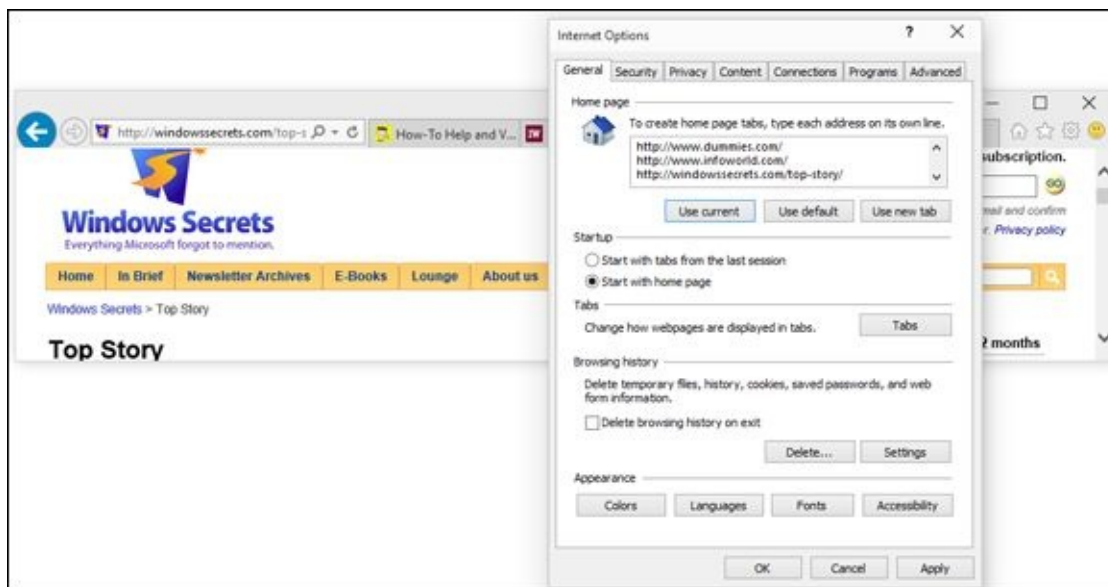 Internet Options
?
General Security Privacy Content Connections Programs Advanced
Home page
To create home page tabs, type each address on its own line.
http://www.dummies.com/
http://www.infoworld.com/
http://windowssecrets.com/top-story/
Use current Use default Use new tab
Startup
Start with tabs from the last session
Start with home page
Tabs
Change how webpages are displayed in tabs.
Tabs
Browsing history
Delete temporary files, history, cookies, saved passwords, and web
form information.
Delete browsing history on exit
Delete... Settings
Appearance
Colors Languages Fonts Accessibility
OK Cancel Apply
http://windowssecrets.com/top-s
How-To Help and V...
Windows Secrets
Everything Microsoft forgot to mention.
Home In Brief Newsletter Archives E-Books Lounge About us
Windows Secrets > Top Story
Top Story
subscription.
GO
mail and confirm
r. Privacy policy
2 months